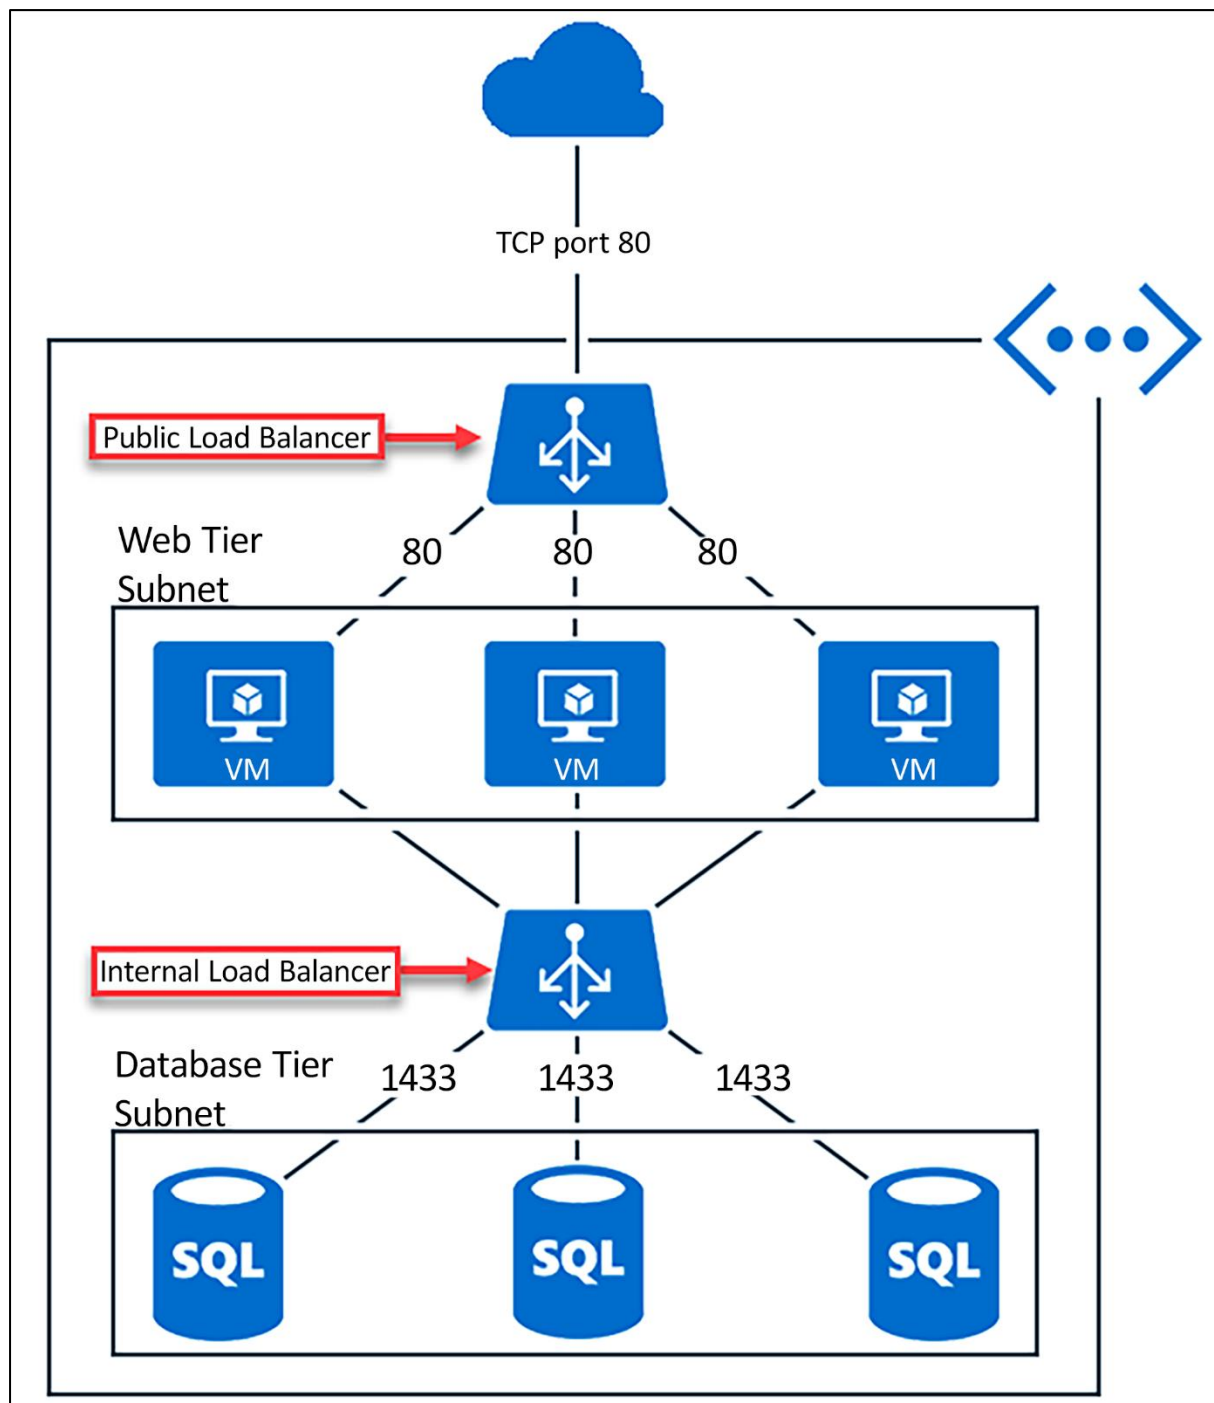 TCP port 80
Public Load Balancer
Web Tier
Subnet
80 80 80
VM VM VM
Internal Load Balancer
Database Tier
Subnet
1433 1433 1433
SQL SQL SQL